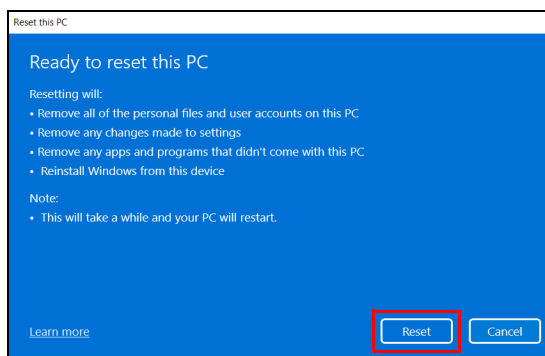 Reset this PC
Ready to reset this PC
Resetting will:
• Remove all of the personal files and user accounts on this PC
• Remove any changes made to settings
• Remove any apps and programs that didn't come with this PC
• Reinstall Windows from this device
Note:
• This will take a while and your PC will restart.
Learn more
Reset
Cancel